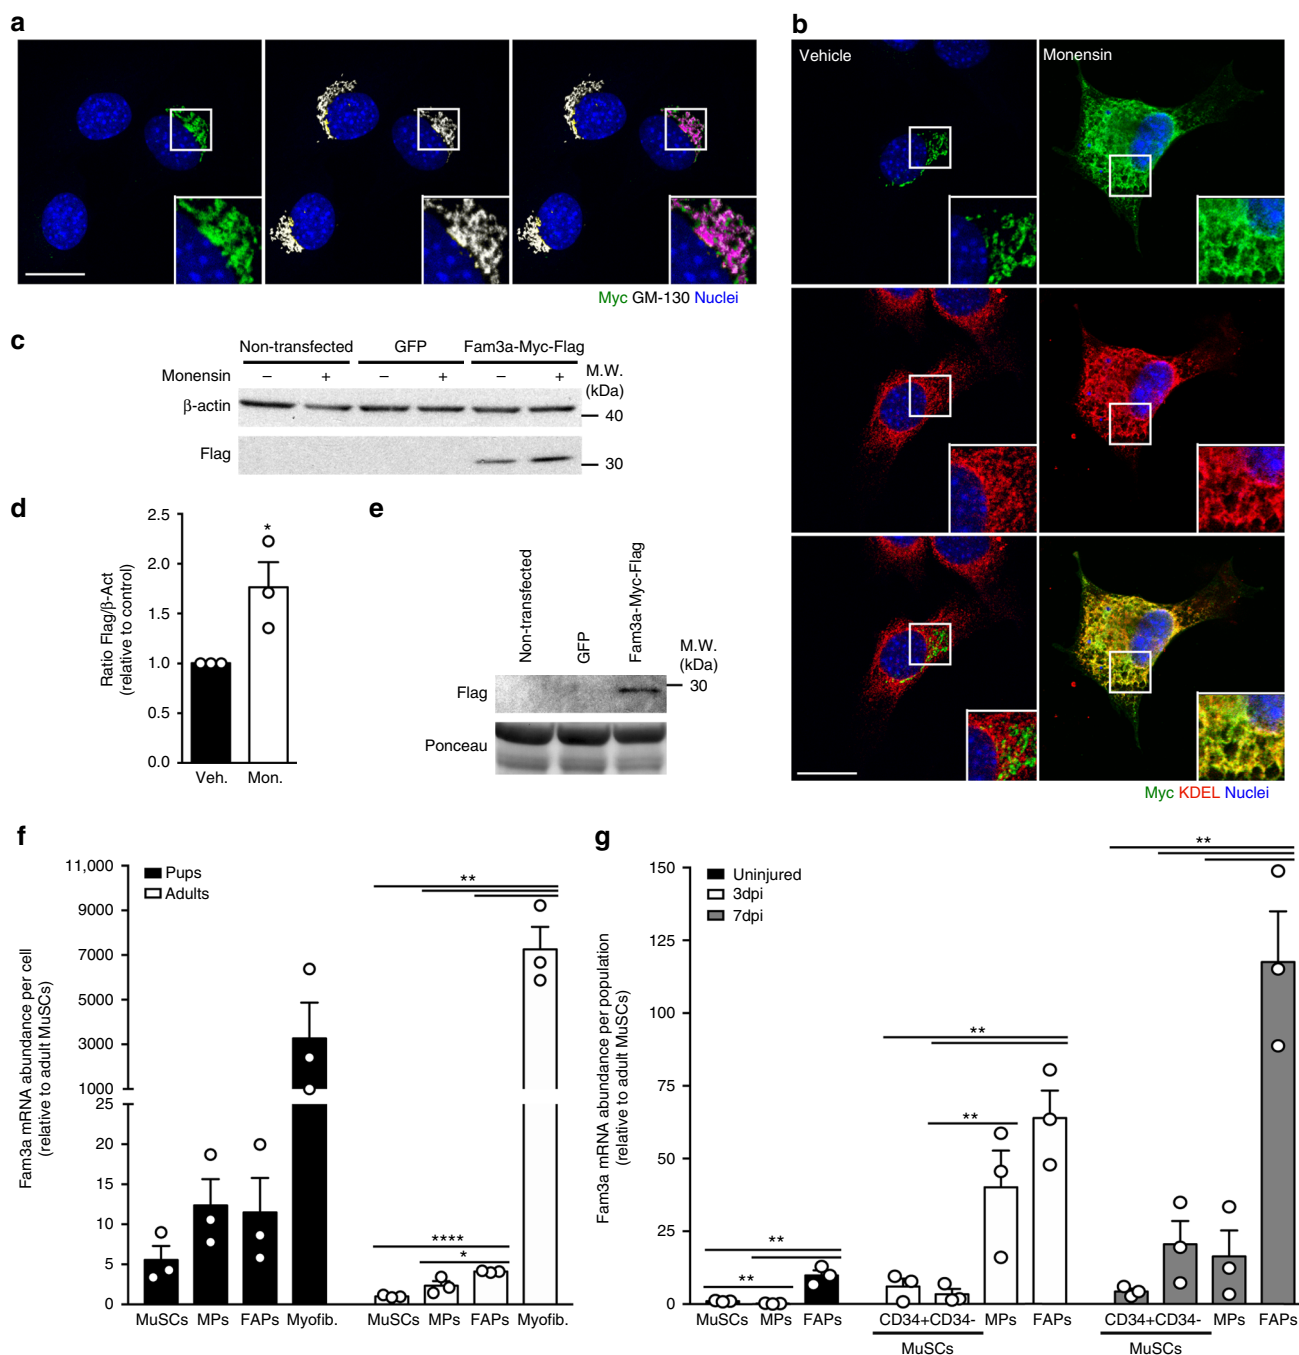 a
Myc GM-130 Nuclei
b
Vehicle
Monensin
Myc KDEL Nuclei
c
Non-transfected GFP Fam3a-Myc-Flag
Monensin – + – + – + M.W. (kDa)
β-actin 40
Flag 30
d
Ratio Flag/β-Act
(relative to control)
2.5
2.0
1.5
1.0
0.5
0.0
*
Veh. Mon.
e
Non-transfected
GFP
Fam3a-Myc-Flag
M.W.
(kDa)
Flag 30
Ponceau
f
Fam3a mRNA abundance per cell
(relative to adult MuSCs)
11,000
9000
7000
5000
3000
1000
25
20
15
10
5
0
Pups
Adults
**
****
*
MuSCs MPs FAPs Myofib. MuSCs MPs FAPs Myofib.
g
Fam3a mRNA abundance per population
(relative to adult MuSCs)
150
125
100
75
50
25
0
Uninjured
3dpi
7dpi
**
**
**
**
**
MuSCs MPs FAPs CD34+CD34- MPs FAPs CD34+CD34- MPs FAPs
MuSCs MuSCs